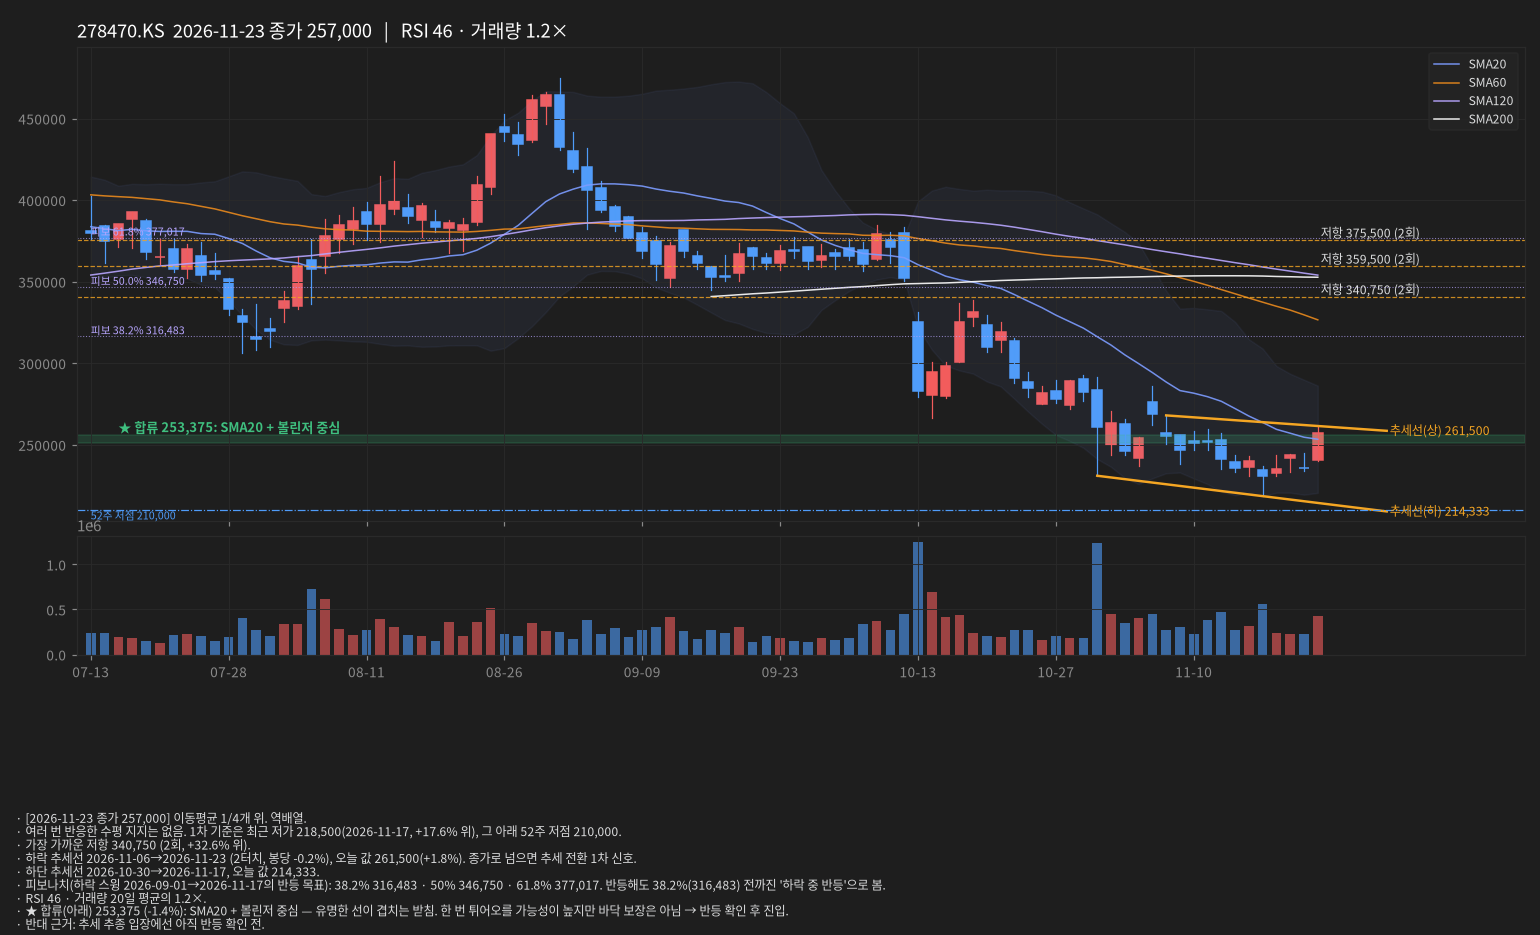 278470.KS 2026-11-23 종가 257,000 | RSI 46 · 거래량 1.2×
SMA20
SMA60
SMA120
SMA200
450000
400000
350000
300000
250000
피보 61.8% 377,017
피보 50.0% 346,750
피보 38.2% 316,483
저항 375,500 (2회)
저항 359,500 (2회)
저항 340,750 (2회)
★ 합류 253,375: SMA20 + 볼린저 중심
추세선(상) 261,500
추세선(하) 214,333
52주 저점 210,000
1e6
1.0
0.5
0.0
07-13 07-28 08-11 08-26 09-09 09-23 10-13 10-27 11-10
· [2026-11-23 종가 257,000] 이동평균 1/4개 위. 역배열.
· 여러 번 반응한 수평 지지는 없음. 1차 기준은 최근 저가 218,500(2026-11-17, +17.6% 위), 그 아래 52주 저점 210,000.
· 가장 가까운 저항 340,750 (2회, +32.6% 위).
· 하락 추세선 2026-11-06→2026-11-23 (2터치, 봉당 -0.2%), 오늘 값 261,500(+1.8%). 종가로 넘으면 추세 전환 1차 신호.
· 하단 추세선 2026-10-30→2026-11-17, 오늘 값 214,333.
· 피보나치(하락 스윙 2026-09-01→2026-11-17의 반등 목표): 38.2% 316,483 · 50% 346,750 · 61.8% 377,017. 반등해도 38.2%(316,483) 전까진 '하락 중 반등'으로 봄.
· RSI 46 · 거래량 20일 평균의 1.2×.
· ★ 합류(아래) 253,375 (-1.4%): SMA20 + 볼린저 중심 — 유명한 선이 겹치는 받침. 한 번 튀어오를 가능성이 높지만 바닥 보장은 아님 → 반등 확인 후 진입.
· 반대 근거: 추세 추종 입장에선 아직 반등 확인 전.